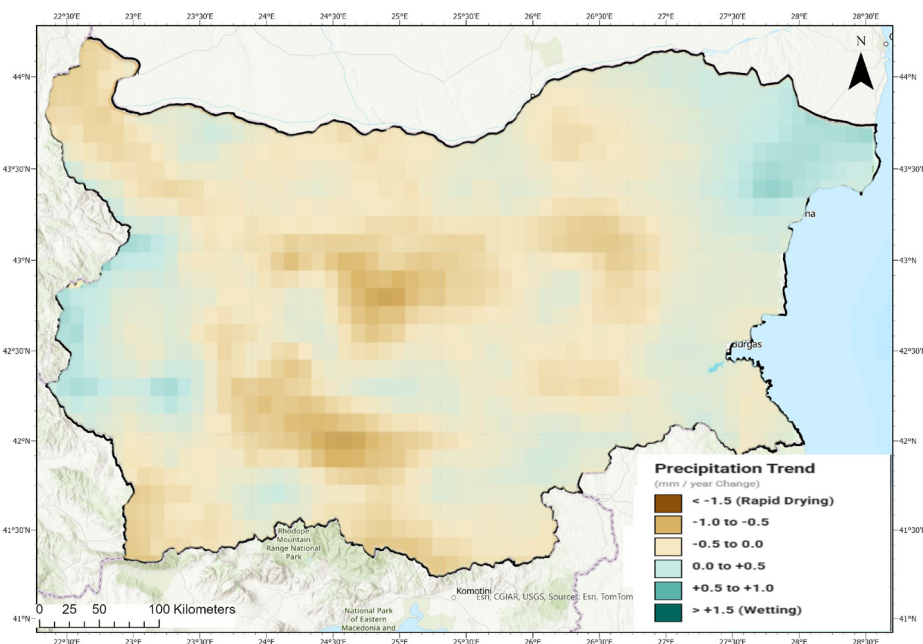 22°30'E 23°E 23°30'E 24°E 24°30'E 25°E 25°30'E 26°E 26°30'E 27°E 27°30'E 28°E 28°30'E
N
44°N 44°N
43°30'N 43°30'N
na
43°N 43°N
42°30'N Burgas 42°30'N
42°N 42°N
Precipitation Trend
(mm / year Change)
< -1.5 (Rapid Drying)
-1.0 to -0.5
-0.5 to 0.0
0.0 to +0.5
+0.5 to +1.0
> +1.5 (Wetting)
41°30'N 41°30'N
Rhodope
Mountain
Range National
Park
Komotini
Esri, CGIAR, USGS, Sources: Esri, TomTom
0 25 50 100 Kilometers
National Park
of Eastern
Macedonia and
41°N 41°N
22°30'E 23°E 23°30'E 24°E 24°30'E 25°E 25°30'E 26°E 26°30'E 27°E 27°30'E 28°E 28°30'E